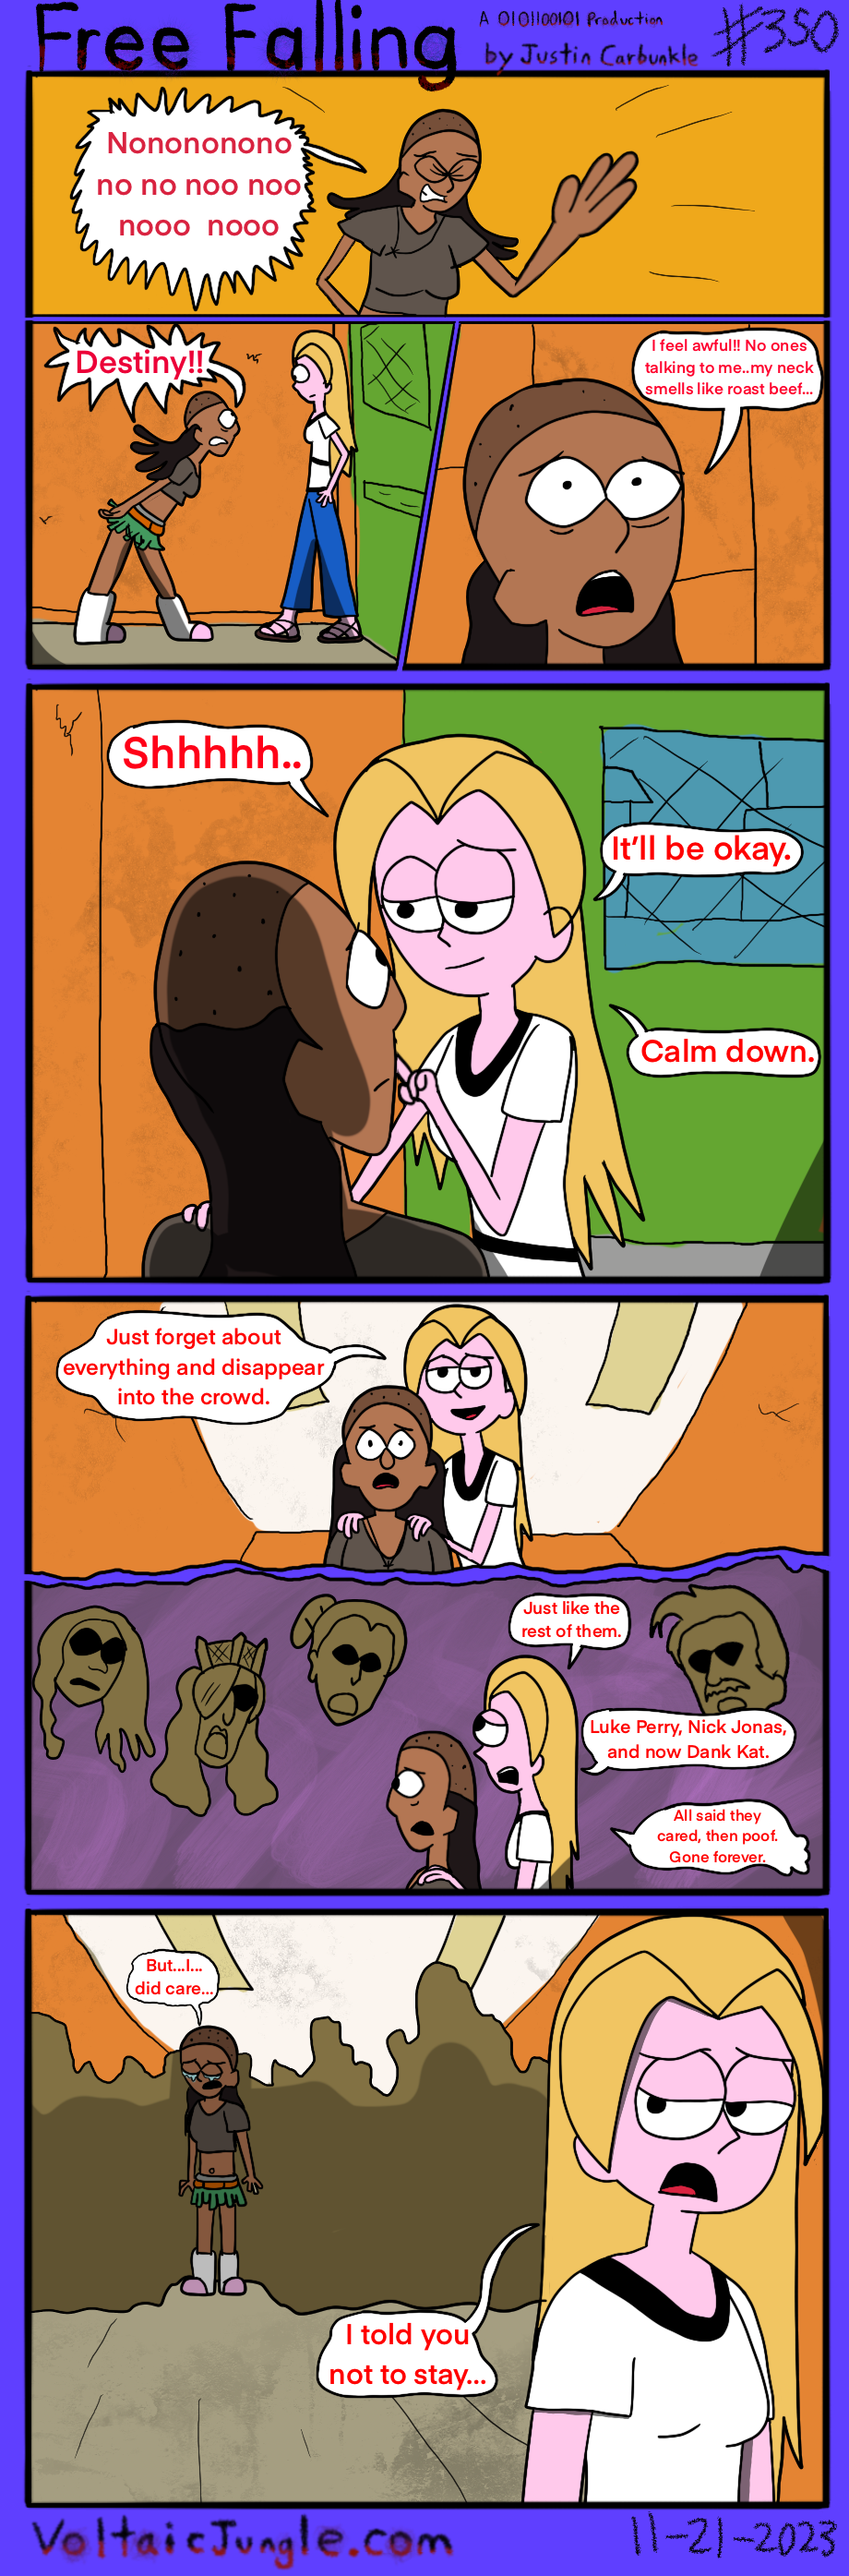 Free Falling
A 0101100101 Production
by Justin Carbunkle
#350
Nonononono
no no noo noo
nooo nooo
Destiny!!
I feel awful!! No ones
talking to me..my neck
smells like roast beef...
Shhhhh..
It'll be okay.
Calm down.
Just forget about
everything and disappear
into the crowd.
Just like the
rest of them.
Luke Perry, Nick Jonas,
and now Dank Kat.
All said they
cared, then poof.
Gone forever.
But...I...
did care...
I told you
not to stay...
VoltaicJungle.com
11-21-2023